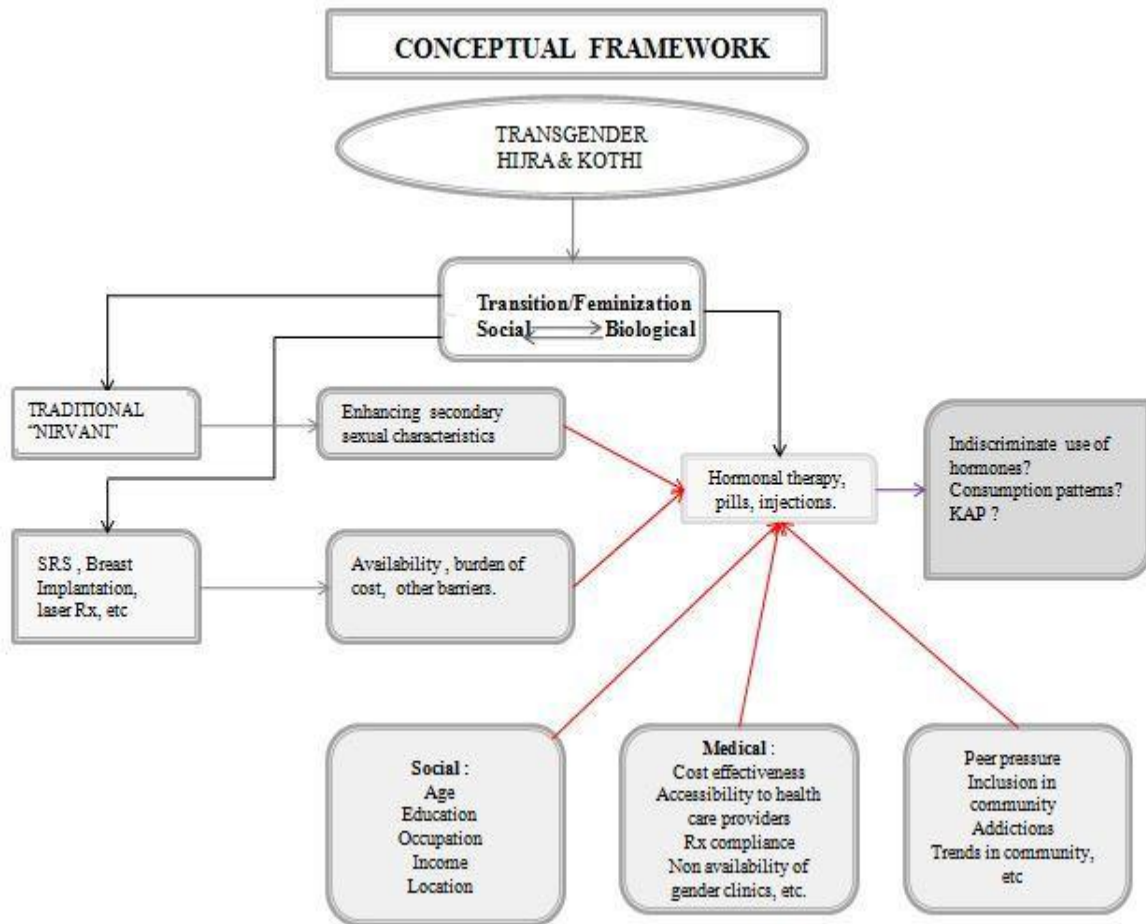 CONCEPTUAL FRAMEWORK
TRANSGENDER
HIJRA & KOTHI
Transition/Feminization
Social Biological
TRADITIONAL
“NIRVANI”
Enhancing secondary
sexual characteristics
Hormonal therapy,
pills, injections.
Indiscriminate use of
hormones?
Consumption patterns?
KAP ?
SRS , Breast
Implantation,
laser Rx, etc
Availability , burden of
cost, other barriers.
Social :
Age
Education
Occupation
Income
Location
Medical :
Cost effectiveness
Accessibility to health
care providers
Rx compliance
Non availability of
gender clinics, etc.
Peer pressure
Inclusion in
community
Addictions
Trends in community,
etc